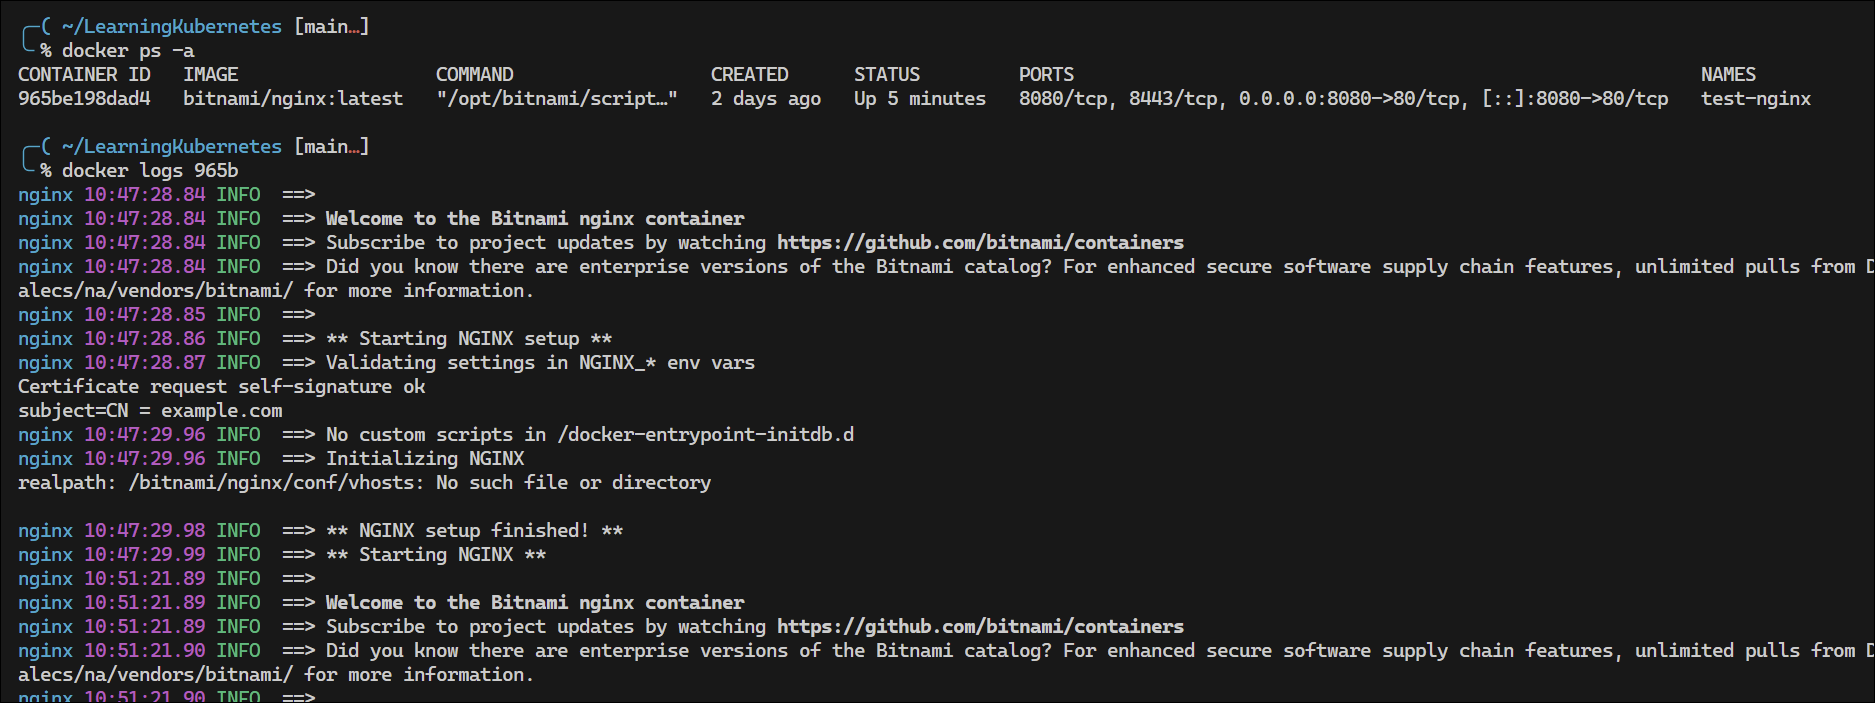 ( ~/LearningKubernetes [main…]
% docker ps -a
CONTAINER ID   IMAGE                  COMMAND                  CREATED      STATUS         PORTS                                                         NAMES
965be198dad4   bitnami/nginx:latest   "/opt/bitnami/script…"   2 days ago   Up 5 minutes   8080/tcp, 8443/tcp, 0.0.0.0:8080->80/tcp, [::]:8080->80/tcp   test-nginx
( ~/LearningKubernetes [main…]
% docker logs 965b
nginx 10:47:28.84 INFO  ==>
nginx 10:47:28.84 INFO  ==> Welcome to the Bitnami nginx container
nginx 10:47:28.84 INFO  ==> Subscribe to project updates by watching https://github.com/bitnami/containers
nginx 10:47:28.84 INFO  ==> Did you know there are enterprise versions of the Bitnami catalog? For enhanced secure software supply chain features, unlimited pulls from D
alecs/na/vendors/bitnami/ for more information.
nginx 10:47:28.85 INFO  ==>
nginx 10:47:28.86 INFO  ==> ** Starting NGINX setup **
nginx 10:47:28.87 INFO  ==> Validating settings in NGINX_* env vars
Certificate request self-signature ok
subject=CN = example.com
nginx 10:47:29.96 INFO  ==> No custom scripts in /docker-entrypoint-initdb.d
nginx 10:47:29.96 INFO  ==> Initializing NGINX
realpath: /bitnami/nginx/conf/vhosts: No such file or directory
nginx 10:47:29.98 INFO  ==> ** NGINX setup finished! **
nginx 10:47:29.99 INFO  ==> ** Starting NGINX **
nginx 10:51:21.89 INFO  ==>
nginx 10:51:21.89 INFO  ==> Welcome to the Bitnami nginx container
nginx 10:51:21.89 INFO  ==> Subscribe to project updates by watching https://github.com/bitnami/containers
nginx 10:51:21.90 INFO  ==> Did you know there are enterprise versions of the Bitnami catalog? For enhanced secure software supply chain features, unlimited pulls from D
alecs/na/vendors/bitnami/ for more information.
nginx 10:51:21.90 INFO  ==>